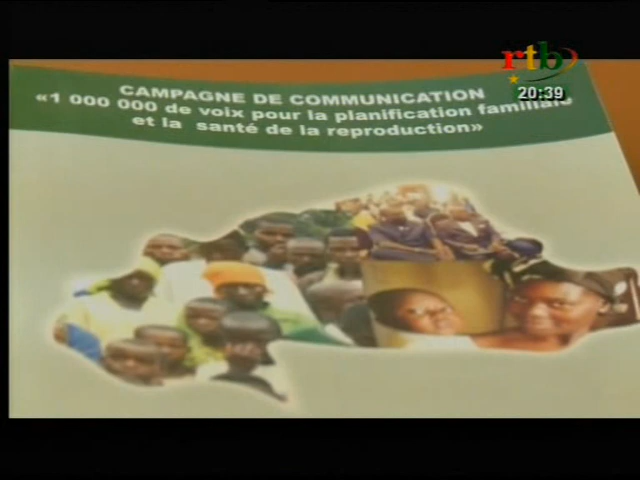 rtb
20:39
CAMPAGNE DE COMMUNICATION
«1 000 000 de voix pour la planification familiale
et la santé de la reproduction»